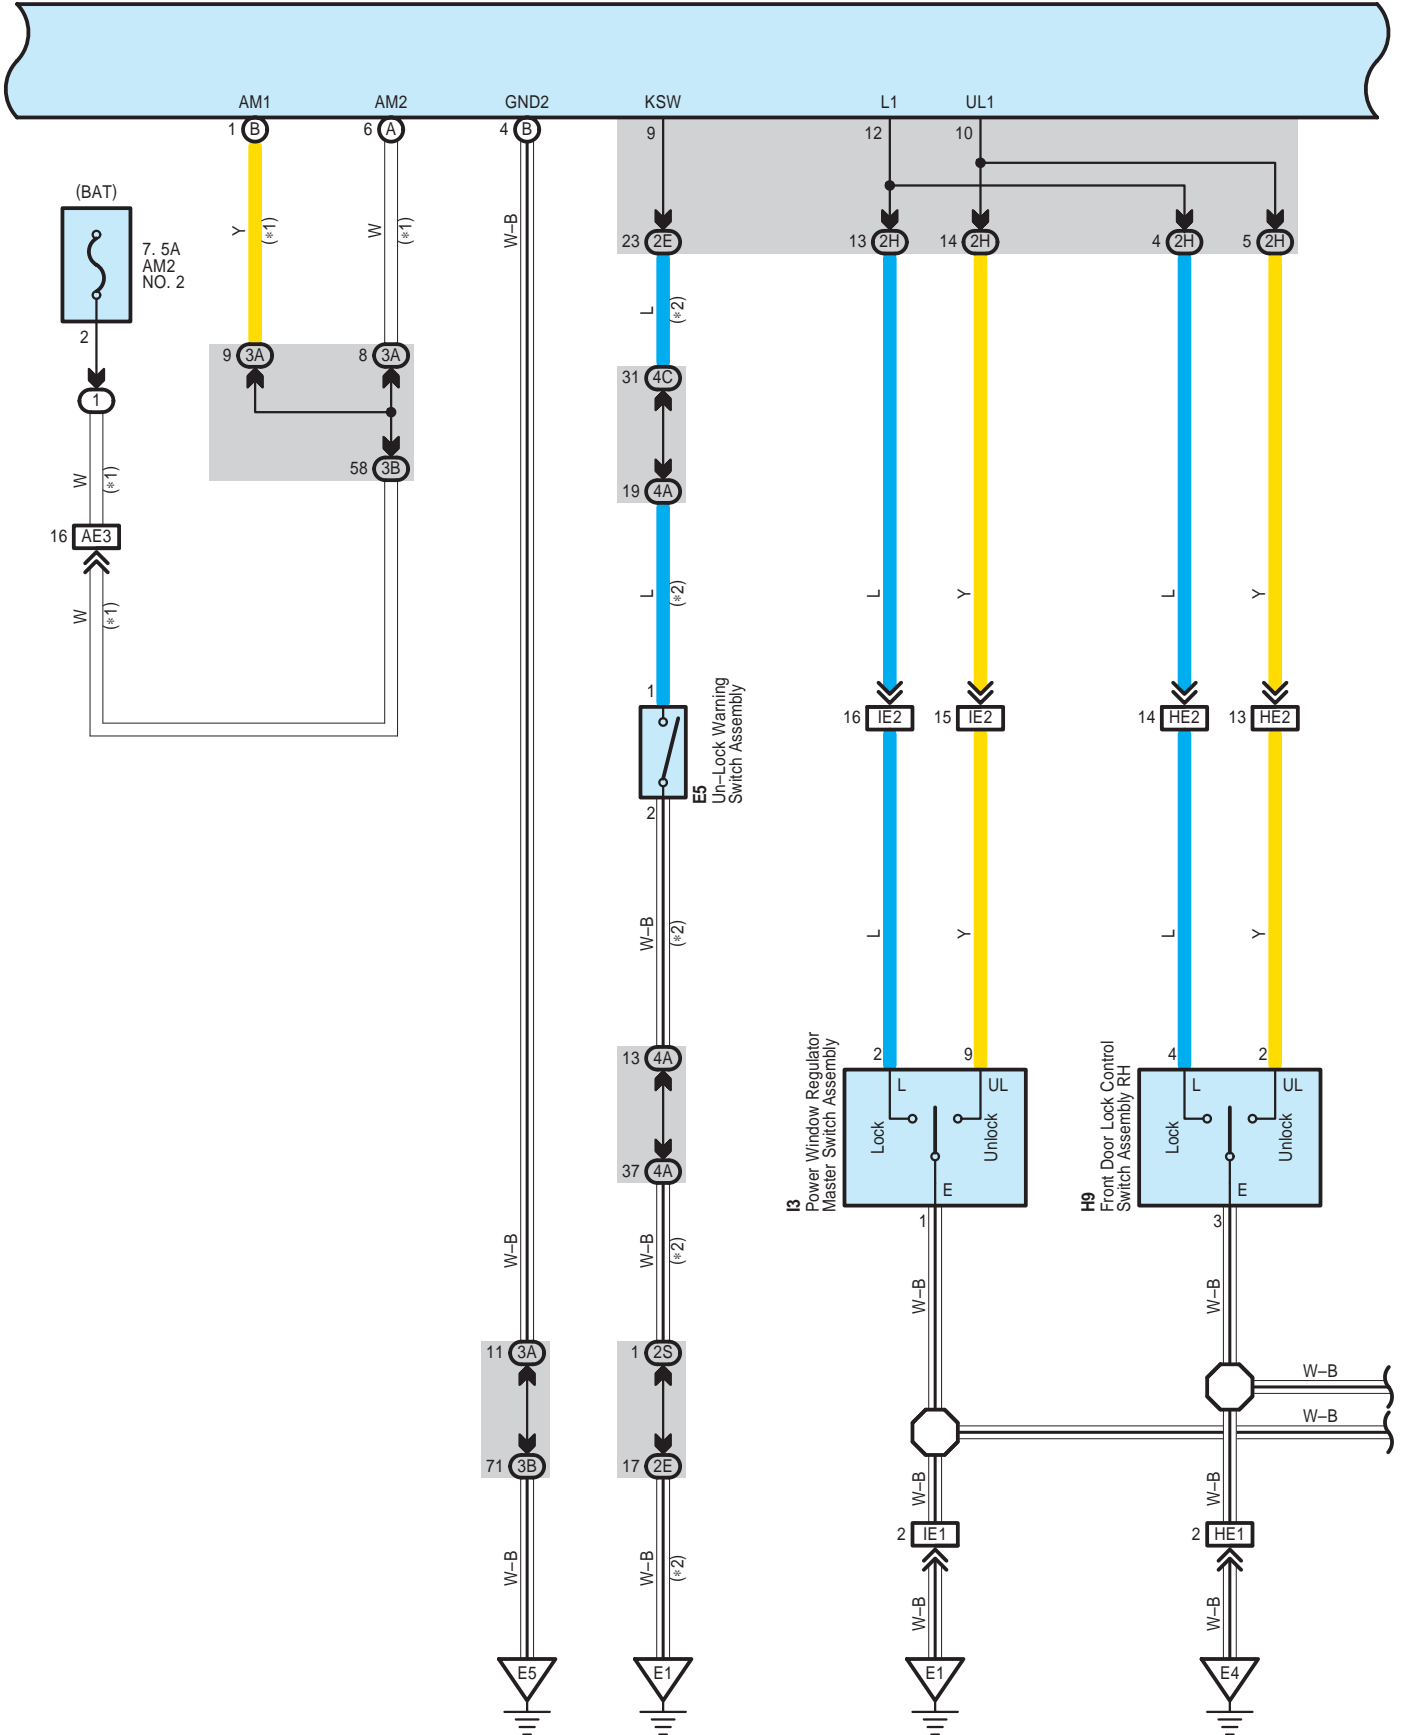 AM1 AM2 GND2 KSW L1 UL1
1 B 6 A 4 B 9 12 10
(BAT)
7. 5A
AM2
NO. 2
2
1
Y
(*1)
W
(*1)
W–B
23 2E 13 2H 14 2H 4 2H 5 2H
L
(*2)
9 3A 8 3A
31 4C
58 3B
19 4A
W
(*1)
16 AE3
W
(*1)
L
(*2)
L
Y
L
Y
1
E5
Un–Lock Warning
Switch Assembly
2
16 IE2 15 IE2 14 HE2 13 HE2
W–B
(*2)
L
Y
L
Y
13 4A
37 4A
2 9 4 2
I3
Power Window Regulator
Master Switch Assembly
L UL
Lock
Unlock
E
1
H9
Front Door Lock Control
Switch Assembly RH
L UL
Lock
Unlock
E
3
W–B
W–B
(*2)
W–B
W–B
11 3A 1 2S
W–B
W–B
71 3B 17 2E
W–B
W–B
2 IE1 2 HE1
W–B
W–B
(*2)
W–B
W–B
E5 E1 E1 E4